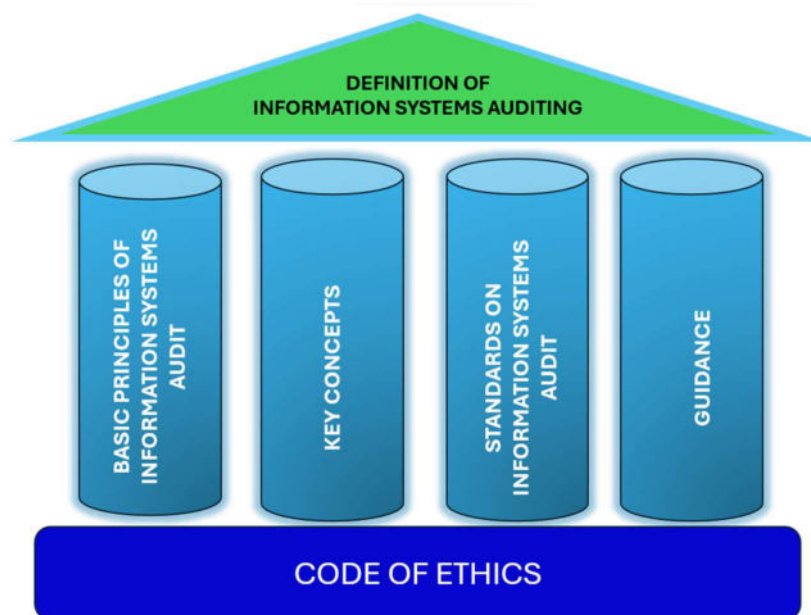 DEFINITION OF
INFORMATION SYSTEMS AUDITING
BASIC PRINCIPLES OF
INFORMATION SYSTEMS
AUDIT
KEY CONCEPTS
STANDARDS ON
INFORMATION SYSTEMS
AUDIT
GUIDANCE
CODE OF ETHICS